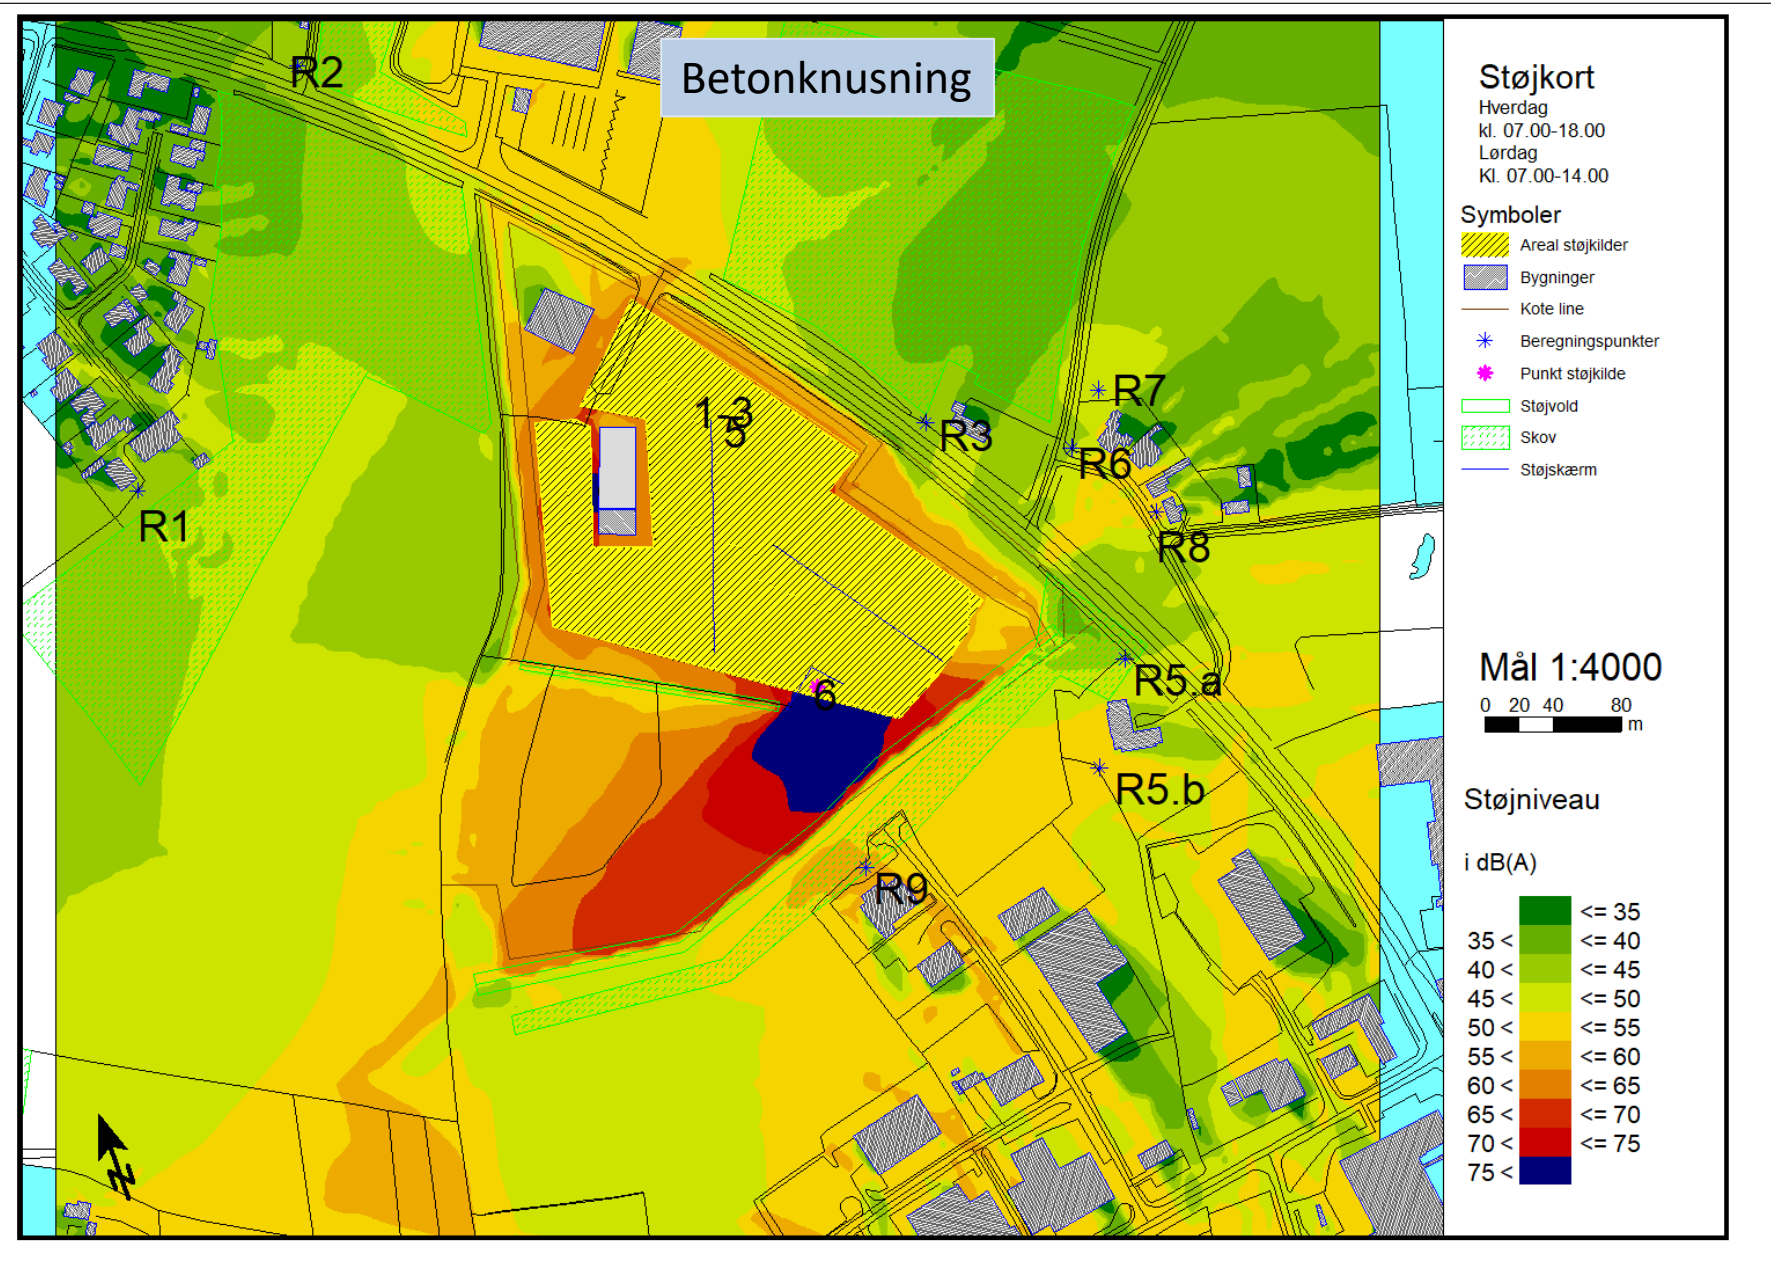 Betonknusning
R2
R1
1-3
5
R3
R7
R6
R8
R5.a
6
R5.b
R9
N
Støjkort
Hverdag
kl. 07.00-18.00
Lørdag
Kl. 07.00-14.00
Symboler
Areal støjkilder
Bygninger
Kote line
Beregningspunkter
Punkt støjkilde
Støjvold
Skov
Støjskærm
Mål 1:4000
0 20 40 80
m
Støjniveau
i dB(A)
<= 35
35 < <= 40
40 < <= 45
45 < <= 50
50 < <= 55
55 < <= 60
60 < <= 65
65 < <= 70
70 < <= 75
75 <